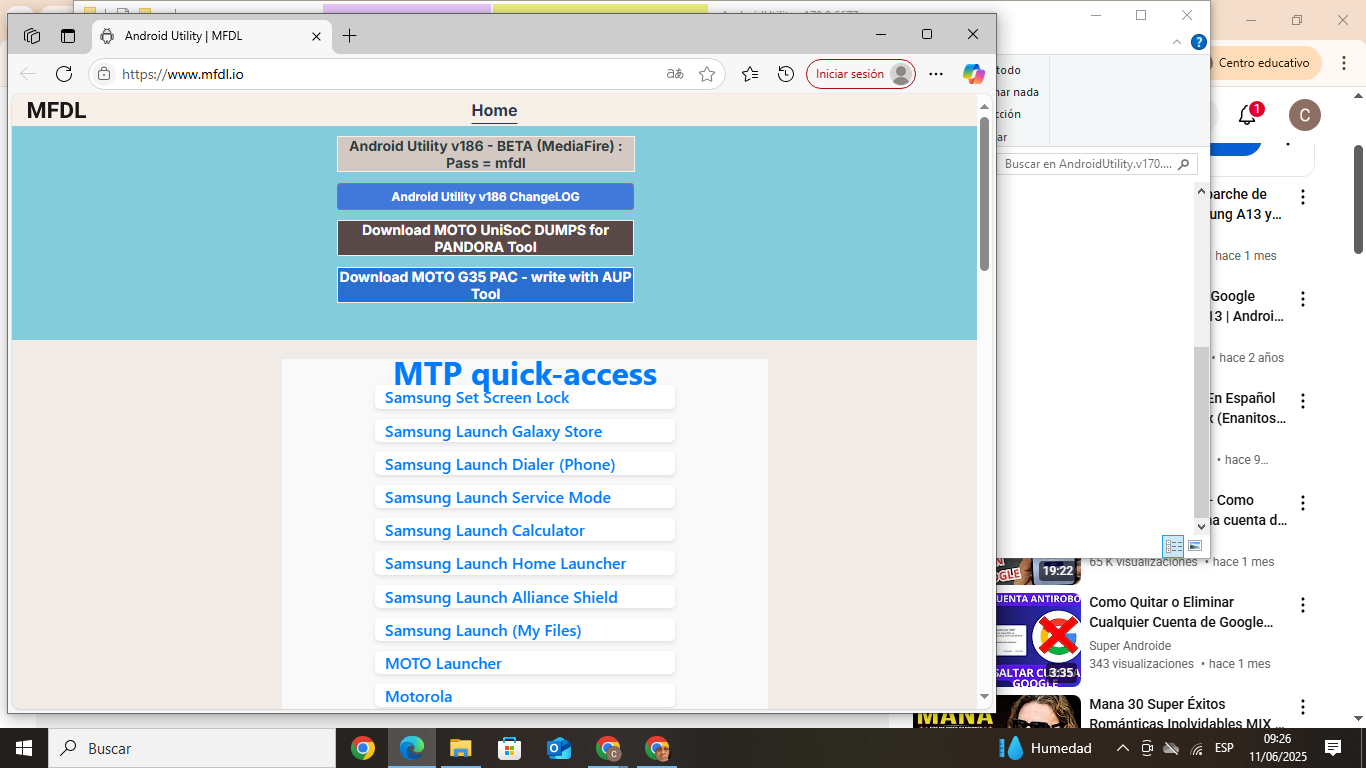 AndroidUtility.v170.2.6677
Android Utility | MFDL
https://www.mfdl.io
Iniciar sesión
Centro educativo
MFDL
Home
Android Utility v186 - BETA (MediaFire) :
Pass = mfdl
Android Utility v186 ChangeLOG
Download MOTO UniSoC DUMPS for
PANDORA Tool
Download MOTO G35 PAC - write with AUP
Tool
MTP quick-access
Samsung Set Screen Lock
Samsung Launch Galaxy Store
Samsung Launch Dialer (Phone)
Samsung Launch Service Mode
Samsung Launch Calculator
Samsung Launch Home Launcher
Samsung Launch Alliance Shield
Samsung Launch (My Files)
MOTO Launcher
Motorola
todo
nar nada
cción
ar
Buscar en AndroidUtility.v170....
1
C
parche de
ung A13 y…
hace 1 mes
Google
13 | Androi…
• hace 2 años
En Español
x (Enanitos…
• hace 9…
- Como
na cuenta d…
65 K visualizaciones • hace 1 mes
19:22
GOOGLE
UENTA ANTIROBO
3:35
SALTAR CUENTA
GOOGLE
Como Quitar o Eliminar
Cualquier Cuenta de Google…
Super Androide
343 visualizaciones • hace 1 mes
MANA
Mana 30 Super Éxitos
Románticas Inolvidables MIX
Buscar
C
Humedad
ESP
09:26
11/06/2025